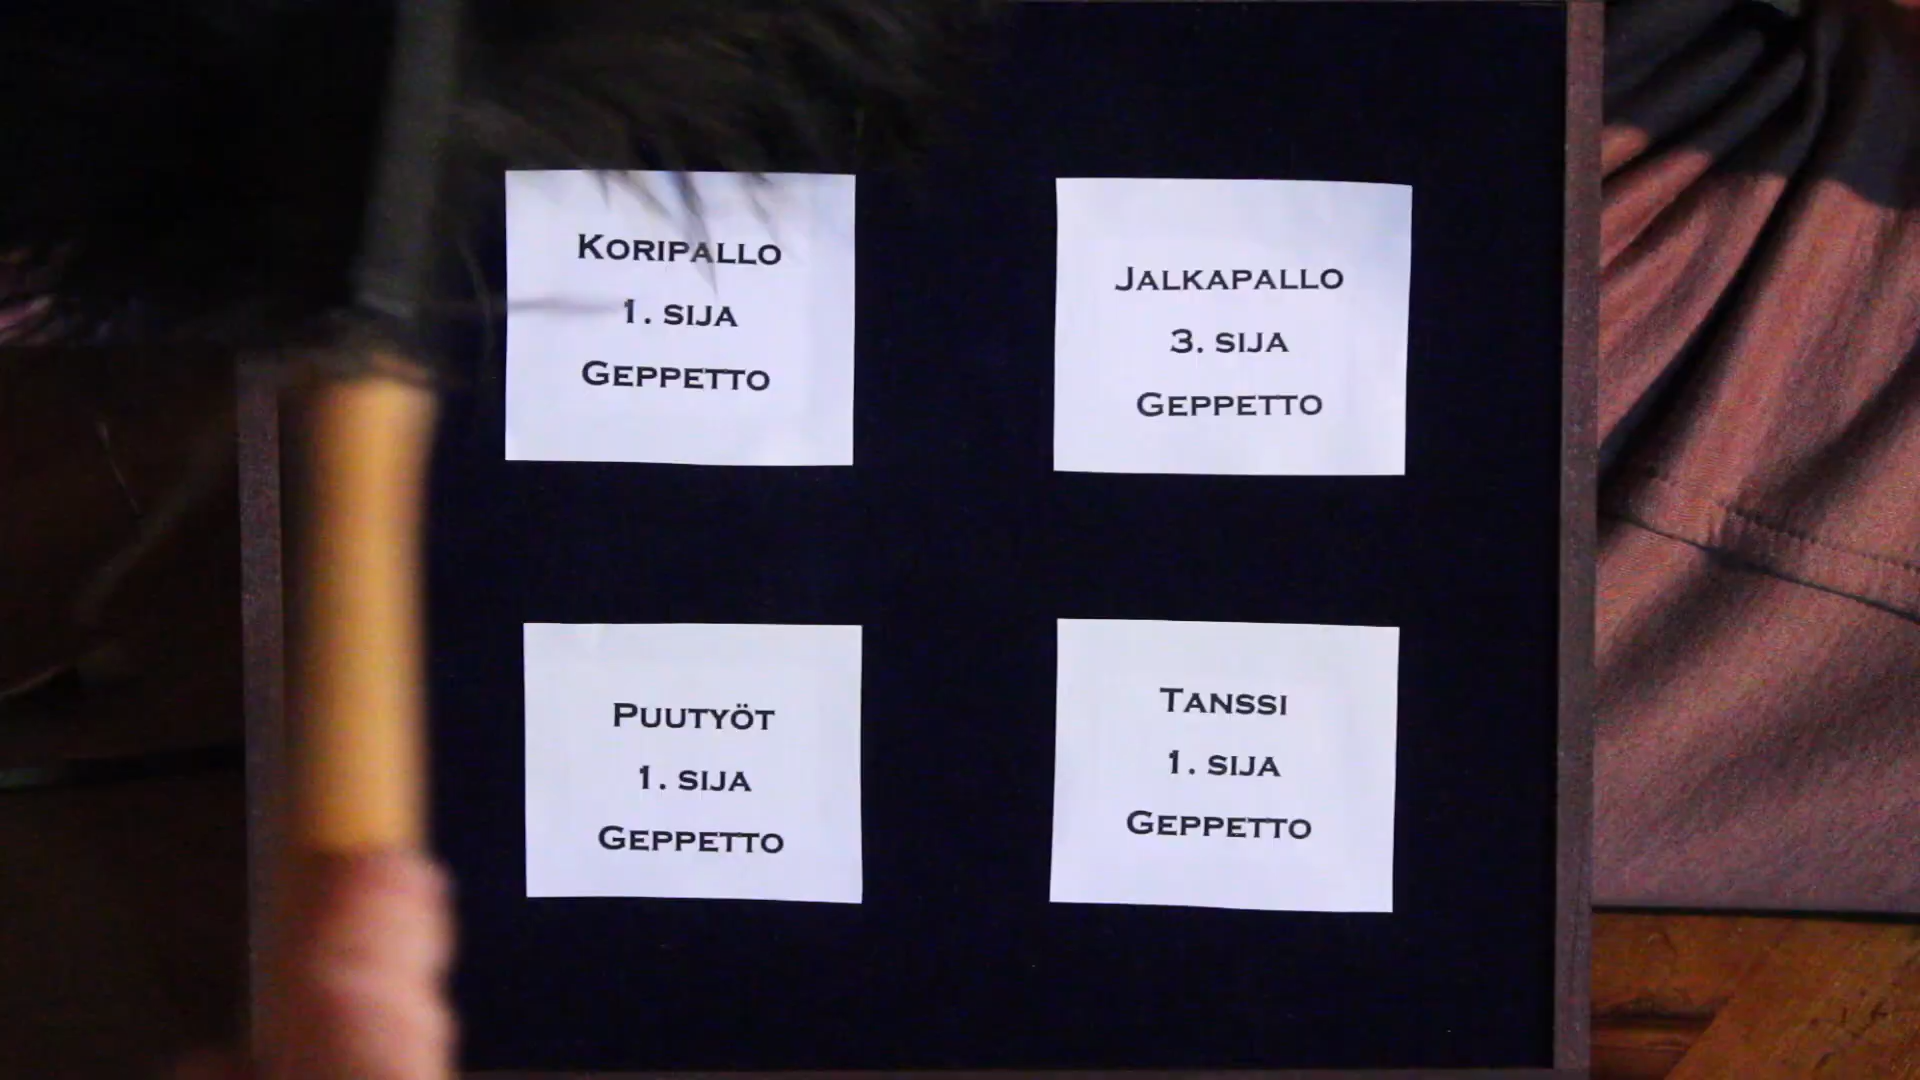 Koripallo
1. sija
Geppetto
Jalkapallo
3. sija
Geppetto
Puutyöt
1. sija
Geppetto
Tanssi
1. sija
Geppetto